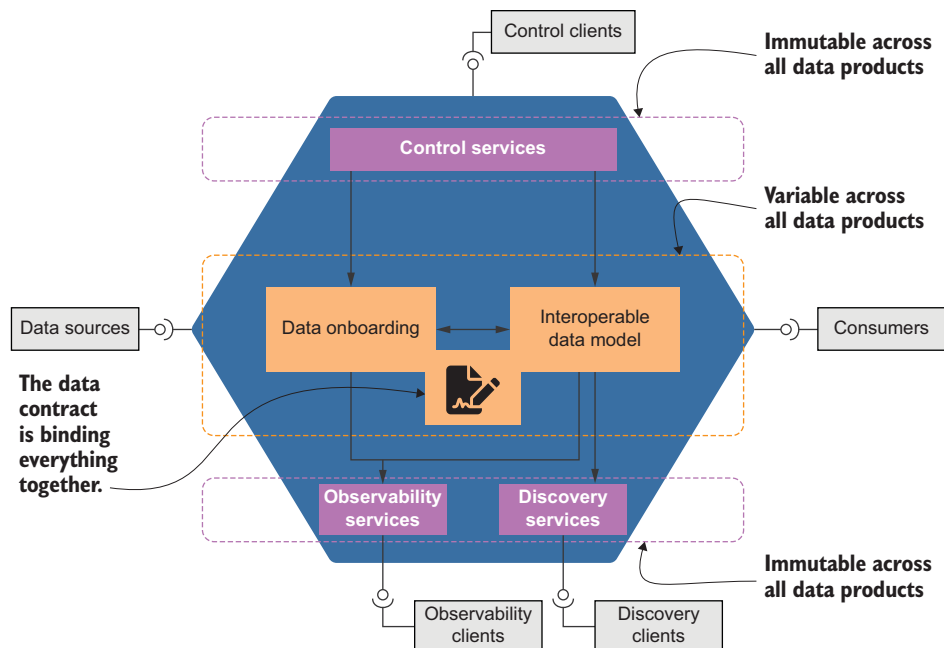 Control clients
Immutable across
all data products
Control services
Variable across
all data products
Data sources
Data onboarding
Interoperable
data model
Consumers
The data
contract
is binding
everything
together.
Observability
services
Discovery
services
Immutable across
all data products
Observability
clients
Discovery
clients